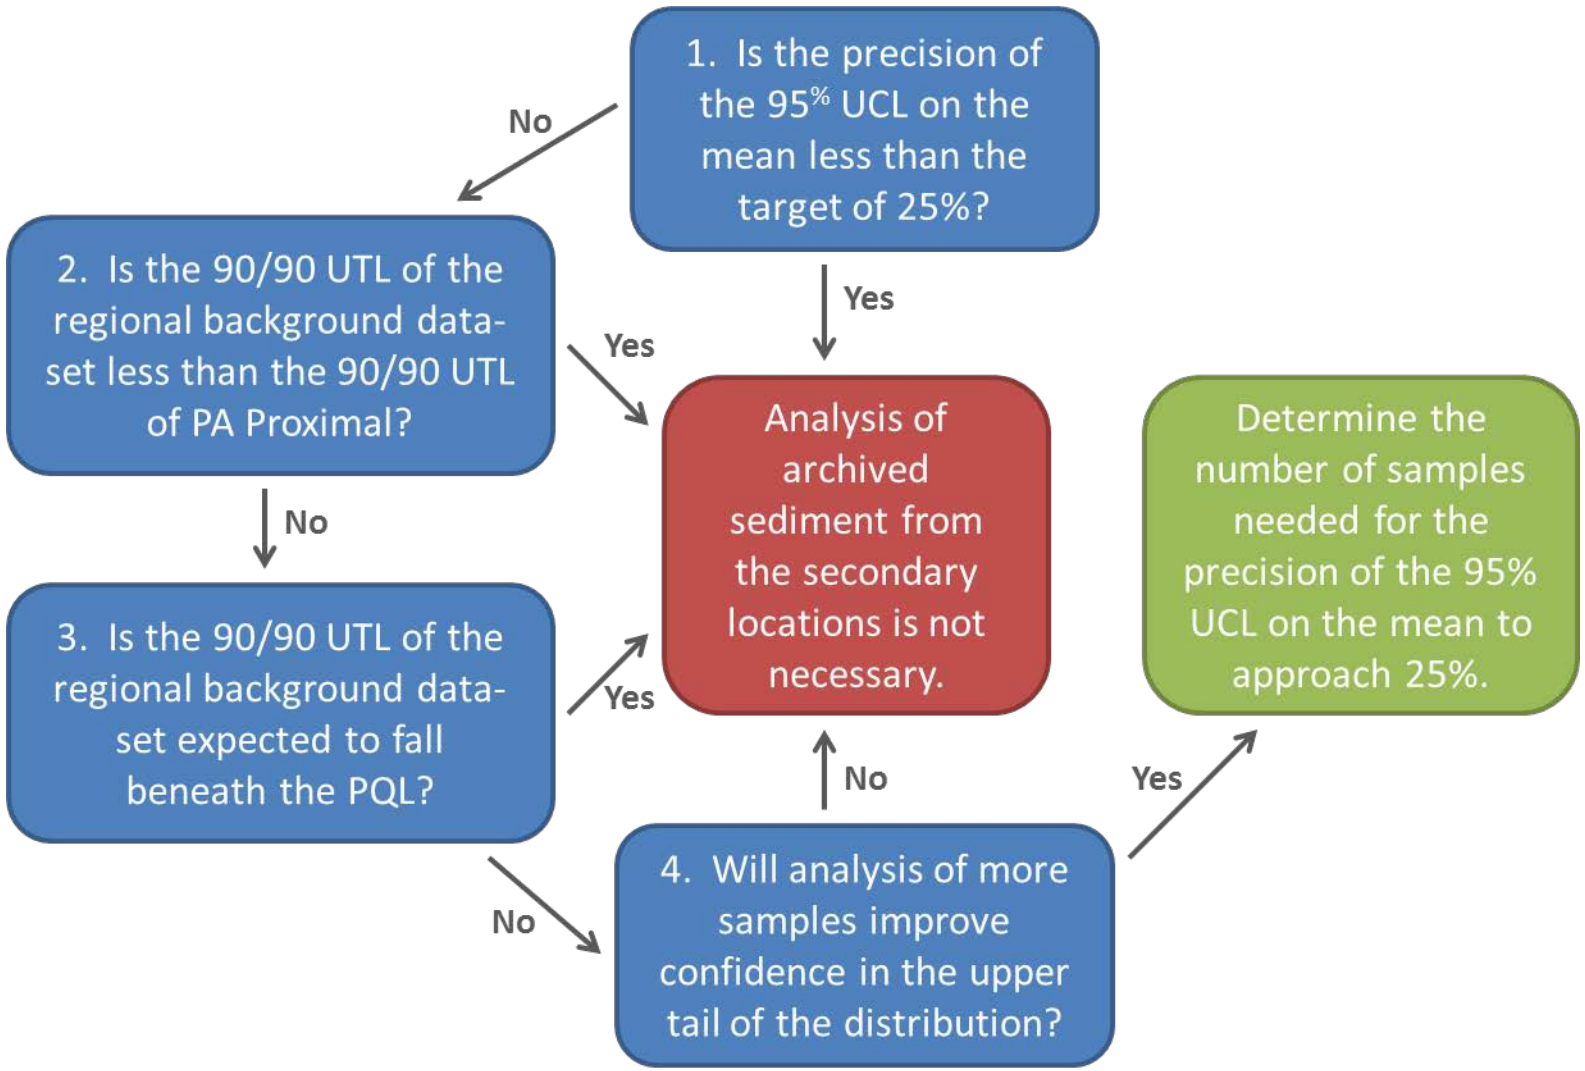 1. Is the precision of
the 95% UCL on the
mean less than the
target of 25%?
No
Yes
2. Is the 90/90 UTL of the
regional background data-
set less than the 90/90 UTL
of PA Proximal?
Yes
No
Analysis of
archived
sediment from
the secondary
locations is not
necessary.
Determine the
number of samples
needed for the
precision of the 95%
UCL on the mean to
approach 25%.
3. Is the 90/90 UTL of the
regional background data-
set expected to fall
beneath the PQL?
Yes
No
No
Yes
4. Will analysis of more
samples improve
confidence in the upper
tail of the distribution?